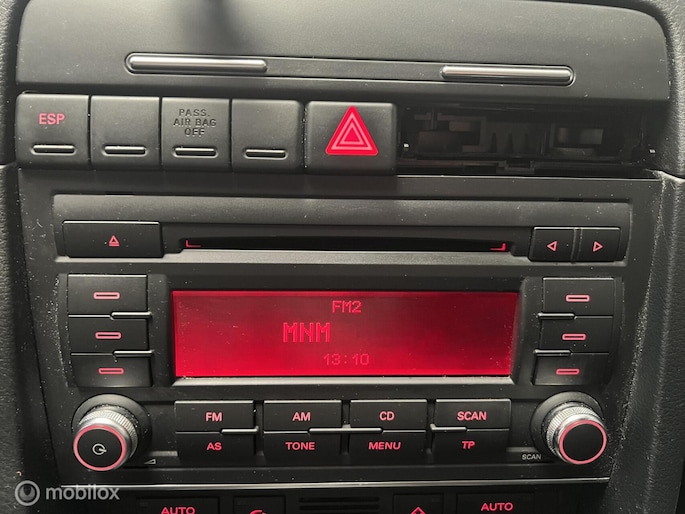 ESP
PASS.
AIR BAG
OFF
FM2
MNM
13:10
FM AM CD SCAN
AS TONE MENU TP
SCAN
AUTO AUTO
mobilox